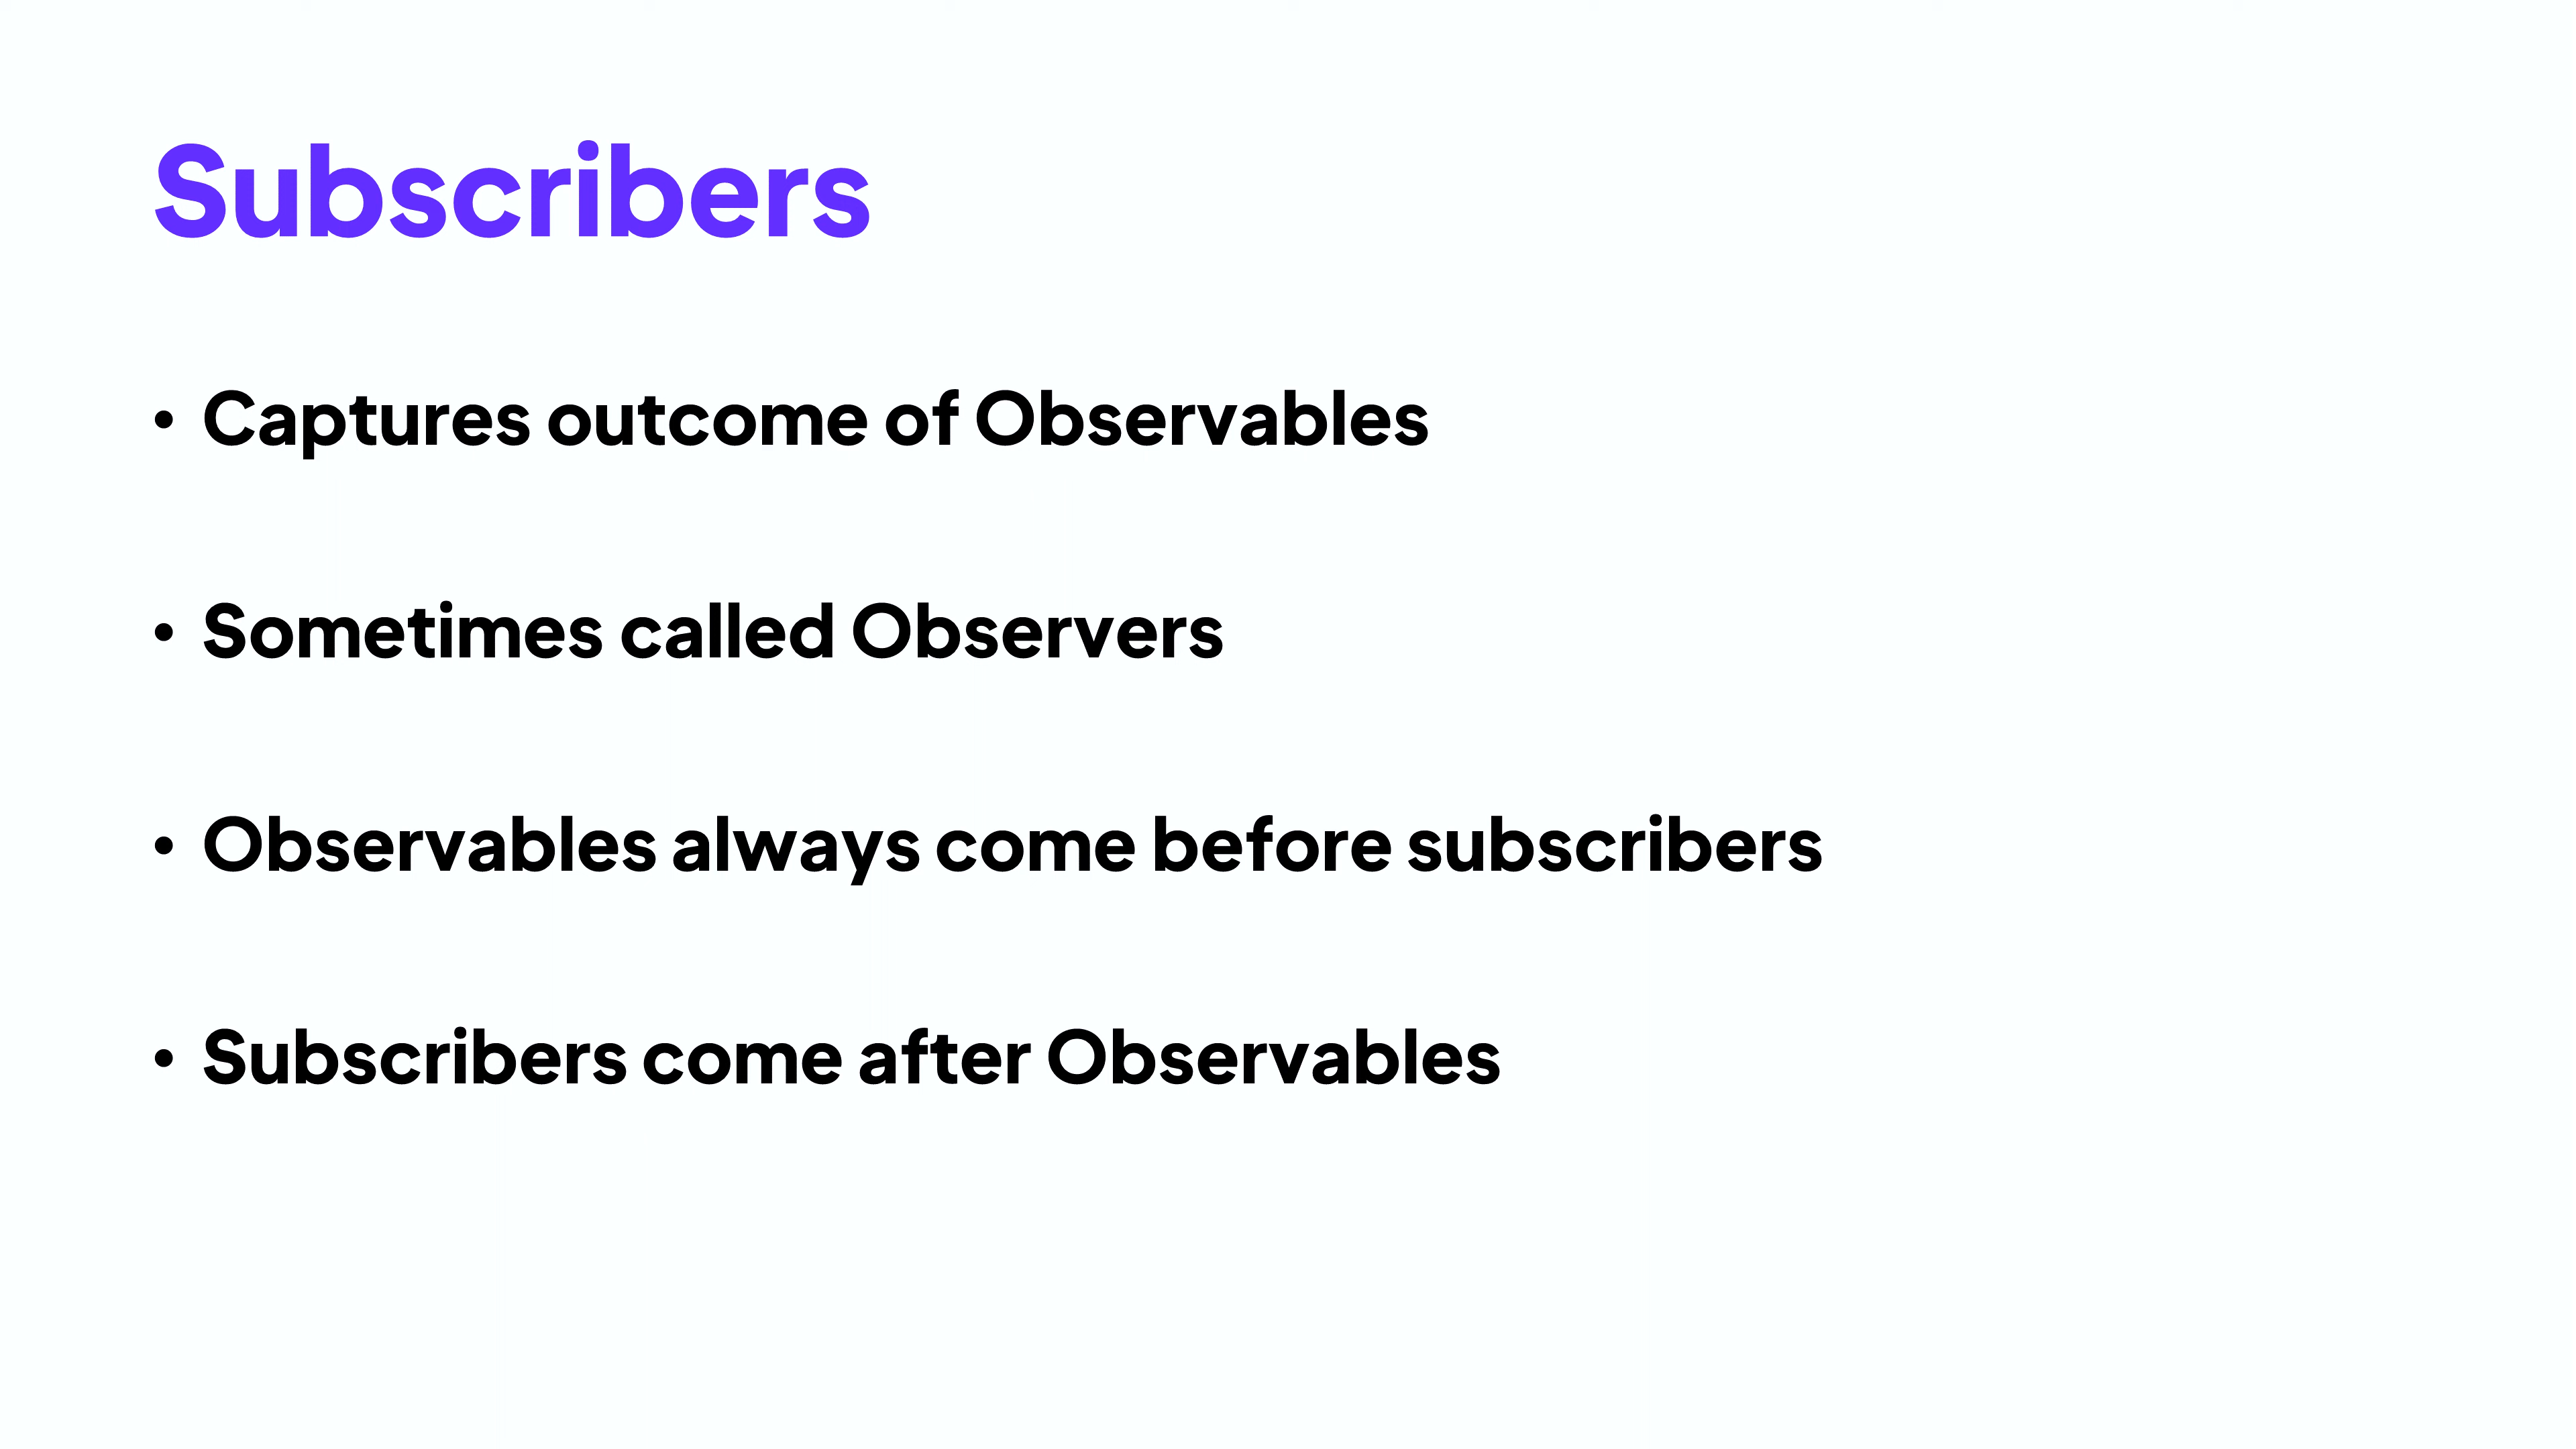 Subscribers
• Captures outcome of Observables
• Sometimes called Observers
• Observables always come before subscribers
• Subscribers come after Observables